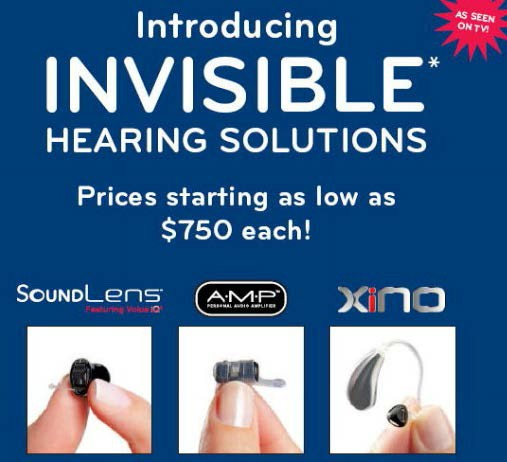 Introducing
AS SEEN
ON TV!
INVISIBLE*
HEARING SOLUTIONS
Prices starting as low as
$750 each!
SOUNDLENS
Featuring Voice iQ²
A·M·P
PERSONAL AUDIO AMPLIFIER
Xino